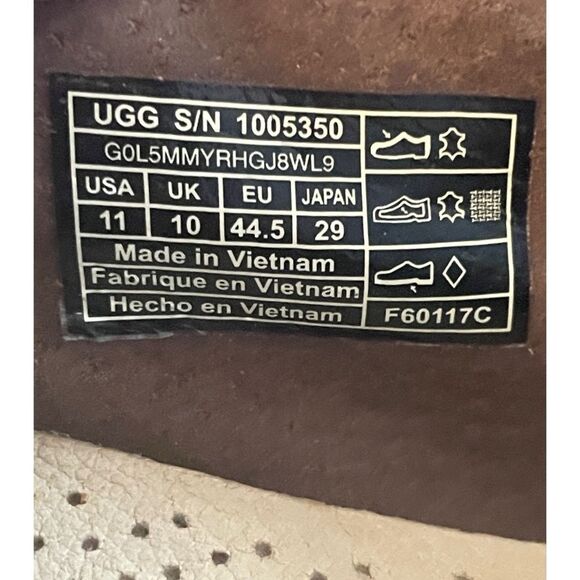 UGG S/N 1005350
G0L5MMYRHGJ8WL9
USA UK EU JAPAN
11 10 44.5 29
Made in Vietnam
Fabrique en Vietnam
Hecho en Vietnam
F60117C